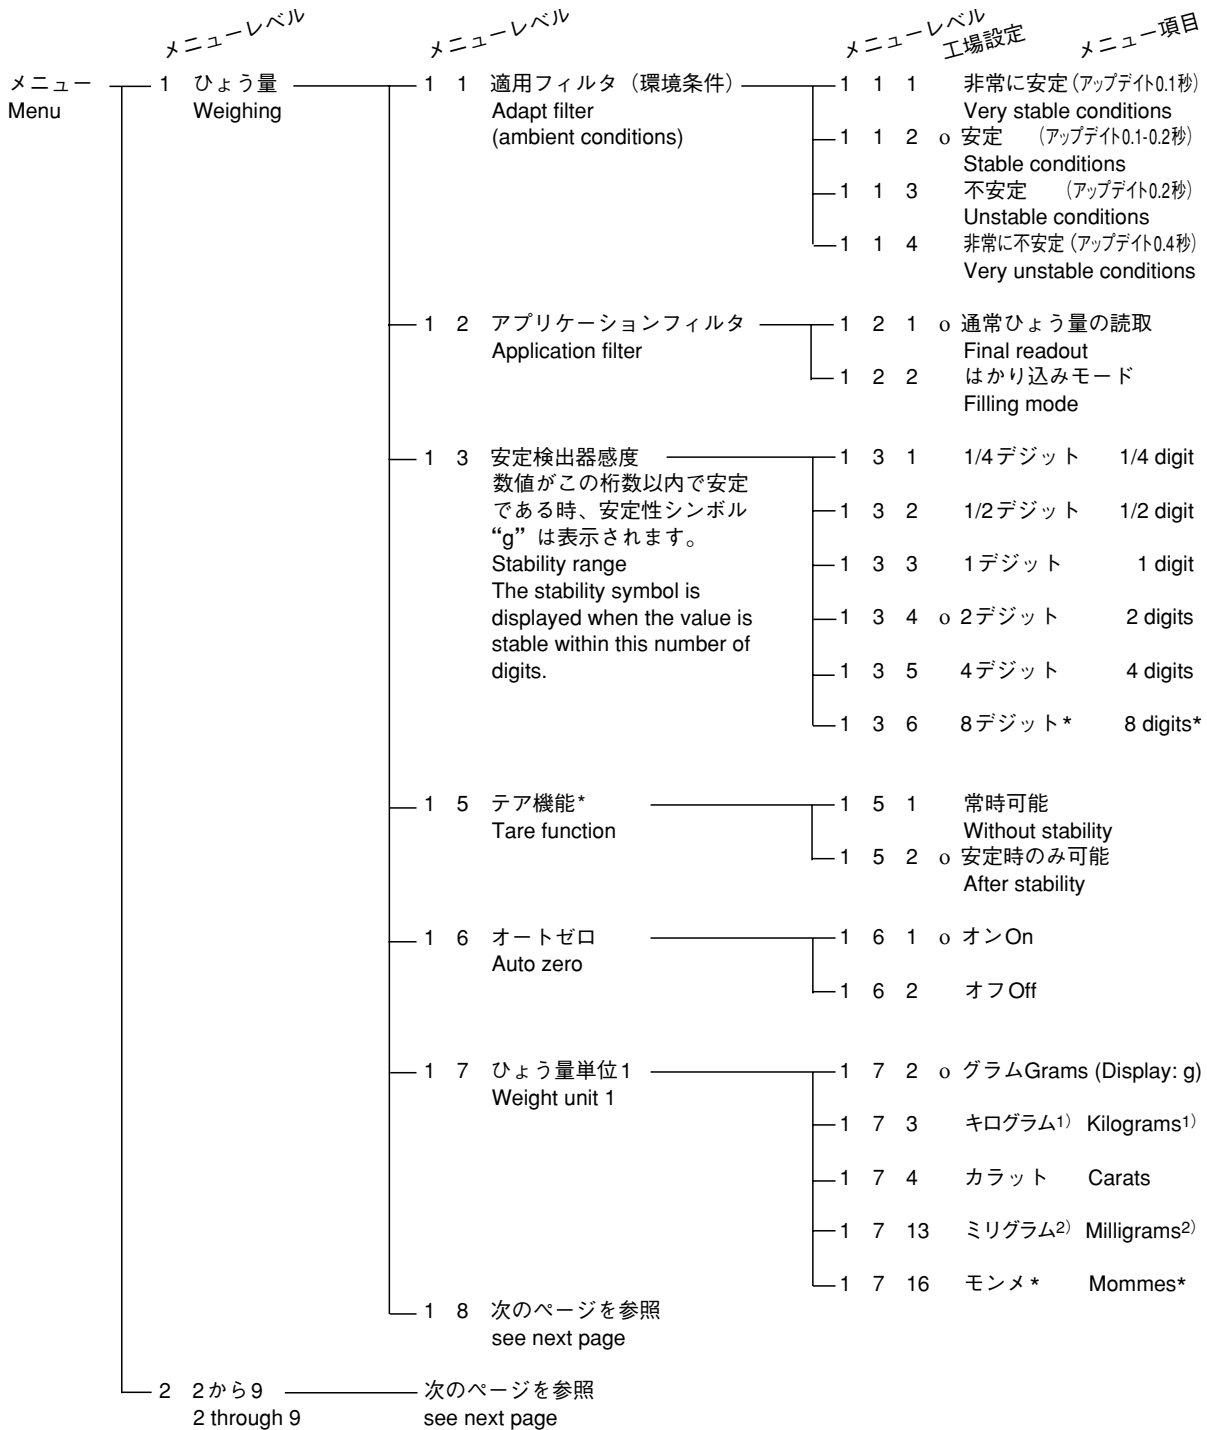 メニューレベル メニューレベル メニューレベル 工場設定 メニュー項目
メニュー 1 ひょう量 1 1 適用フィルタ（環境条件） 1 1 1 非常に安定（アップデイト0.1秒）
Menu Weighing Adapt filter Very stable conditions
(ambient conditions) 1 1 2 o 安定 （アップデイト0.1-0.2秒）
Stable conditions
1 1 3 不安定 （アップデイト0.2秒）
Unstable conditions
1 1 4 非常に不安定（アップデイト0.4秒）
Very unstable conditions
1 2 アプリケーションフィルタ 1 2 1 o 通常ひょう量の読取
Application filter Final readout
1 2 2 はかり込みモード
Filling mode
1 3 安定検出器感度 1 3 1 1/4デジット 1/4 digit
数値がこの桁数以内で安定
である時、安定性シンボル 1 3 2 1/2デジット 1/2 digit
“g”は表示されます。
Stability range 1 3 3 1デジット 1 digit
The stability symbol is
displayed when the value is 1 3 4 o 2デジット 2 digits
stable within this number of
digits. 1 3 5 4デジット 4 digits
1 3 6 8デジット* 8 digits*
1 5 テア機能* 1 5 1 常時可能
Tare function Without stability
1 5 2 o 安定時のみ可能
After stability
1 6 オートゼロ 1 6 1 o オンOn
Auto zero
1 6 2 オフOff
1 7 ひょう量単位1 1 7 2 o グラムGrams (Display: g)
Weight unit 1
1 7 3 キログラム1) Kilograms1)
1 7 4 カラット Carats
1 7 13 ミリグラム2) Milligrams2)
1 7 16 モンメ* Mommes*
1 8 次のページを参照
see next page
2 2から9 次のページを参照
2 through 9 see next page